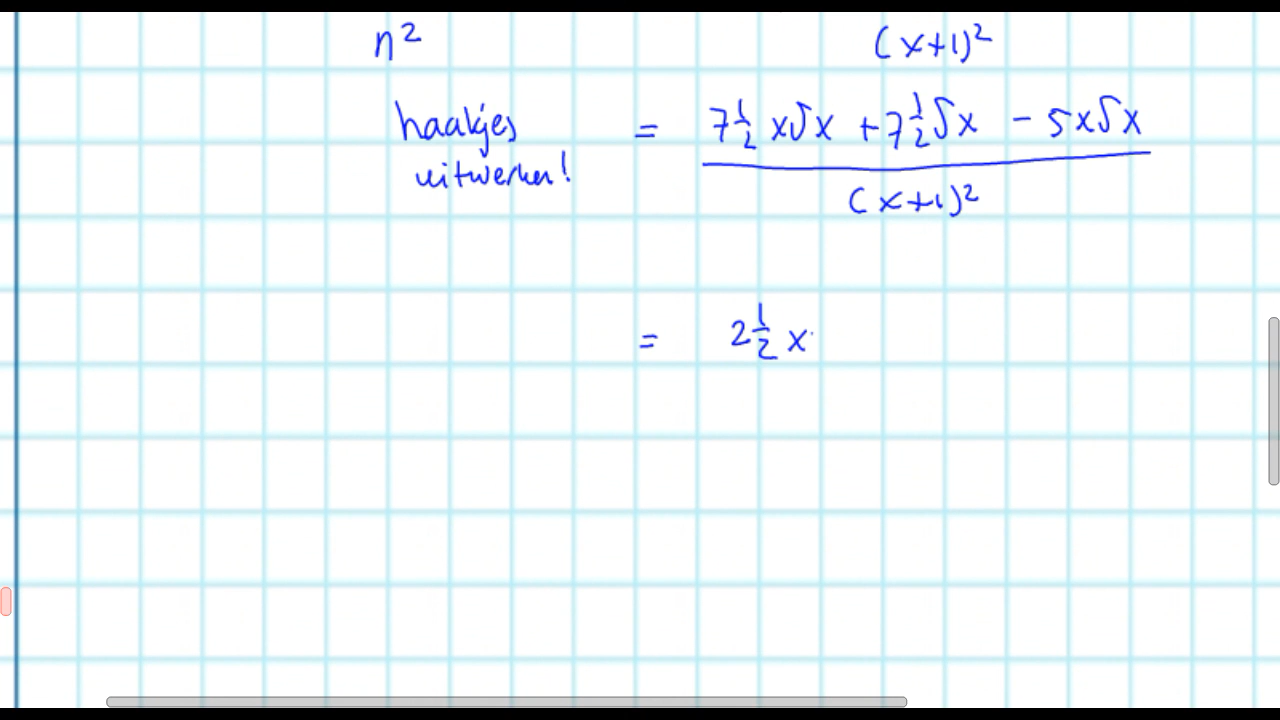 n² (x+1)²
haakjes = 7½ x√x + 7½√x - 5x√x
uitwerken! (x+1)²
= 2½ x